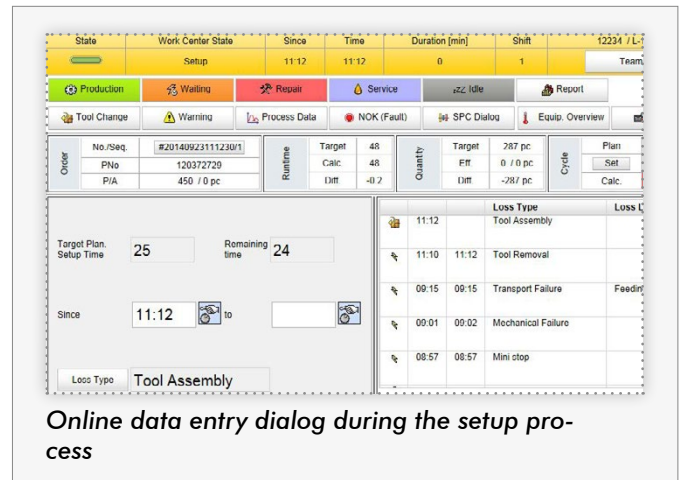 State Work Center State Since Time Duration [min] Shift 12234 / L-1
Setup 11:12 11:12 0 1 Team
Production Waiting Repair Service Idle Report
Tool Change Warning Process Data NOK (Fault) SPC Dialog Equip. Overview
Order No./Seq. #20140923111230/1 Runtime Target 48 Quantity Target 287 pc Cycle Plan
PNo 120372729 Calc 48 Eff. 0 / 0 pc Set
P/A 450 / 0 pc Diff. -0.2 Diff. -287 pc Calc.
Loss Type Loss
11:12 Tool Assembly
Target Plan. Setup Time 25 Remaining time 24
11:10 11:12 Tool Removal
09:15 09:15 Transport Failure Feedin
Since 11:12 to
09:01 09:02 Mechanical Failure
08:57 08:57 Mini stop
Loss Type Tool Assembly
Online data entry dialog during the setup pro-
cess